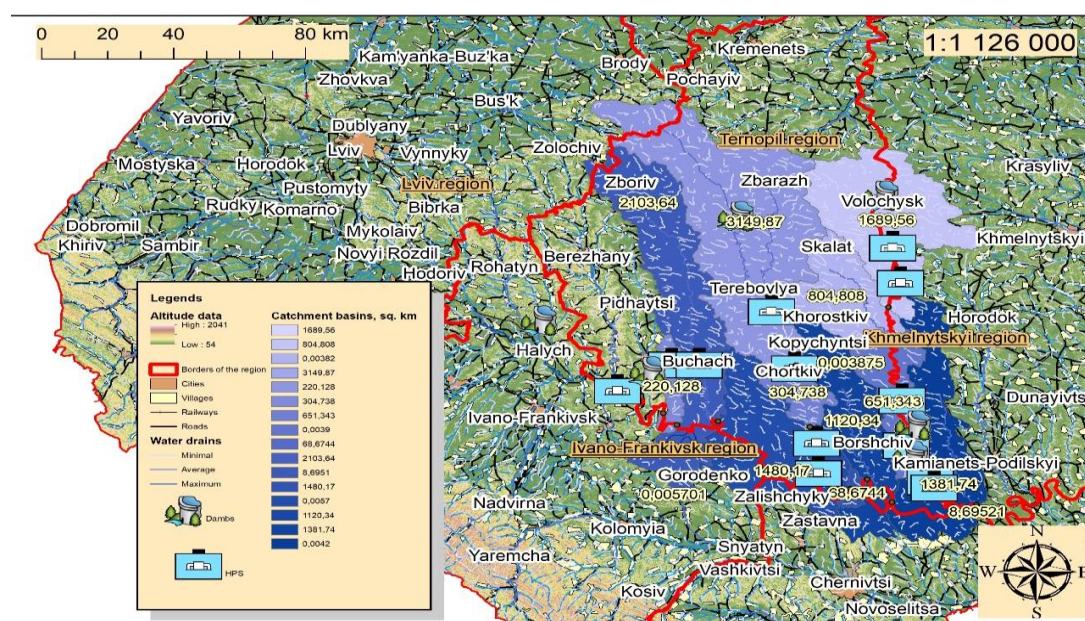 0 20 40 80 km
1:1 126 000
Kremenets
Kam'yanka-Buz'ka
Brody
Zhovkva
Pochayiv
Bus'k
Yavoriv
Dublyany
Ternopil region
Lviv
Vynnyky
Zolochiv
Mostyska
Horodok
Krasyliv
Pustomyty
Lviv region
Zboriv
Zbarazh
Rudky
Komarno
Bibrka
2103,64
Volochysk
Dobromil
Mykolaiv
3149,87
1689,56
Khiriv
Sambir
Novyi Rozdil
Skalat
Khmelnytskyi
Hodoriv
Rohatyn
Berezhany
Terebovlya
804,808
Pidhaytsi
Khorostkiv
Horodok
Kopychyntsi
Khmelnytskyi region
Halych
Buchach
0,003875
Chortkiv
220,128
304,738
651,343
Dunayivts
Ivano-Frankivsk
1120,34
Ivano-Frankivsk region
Borshchiv
Kamianets-Podilskyi
Gorodenko
1480,17
1381,74
Nadvirna
0,005701
Zalishchyky
68,6744
8,69521
Kolomyia
Zastavna
Yaremcha
Snyatyn
Vashkivtsi
Chernivtsi
Kosiv
Novoselitsa
Legends
Altitude data
High : 2041
Low : 54
Borders of the region
Cities
Villages
Railways
Roads
Water drains
Minimal
Average
Maximum
Dambs
HPS
Catchment basins, sq. km
1689,56
804,808
0,00382
3149,87
220,128
304,738
651,343
0,0039
68,6744
2103,64
8,6951
1480,17
0,0057
1120,34
1381,74
0,0042
N
W E
S